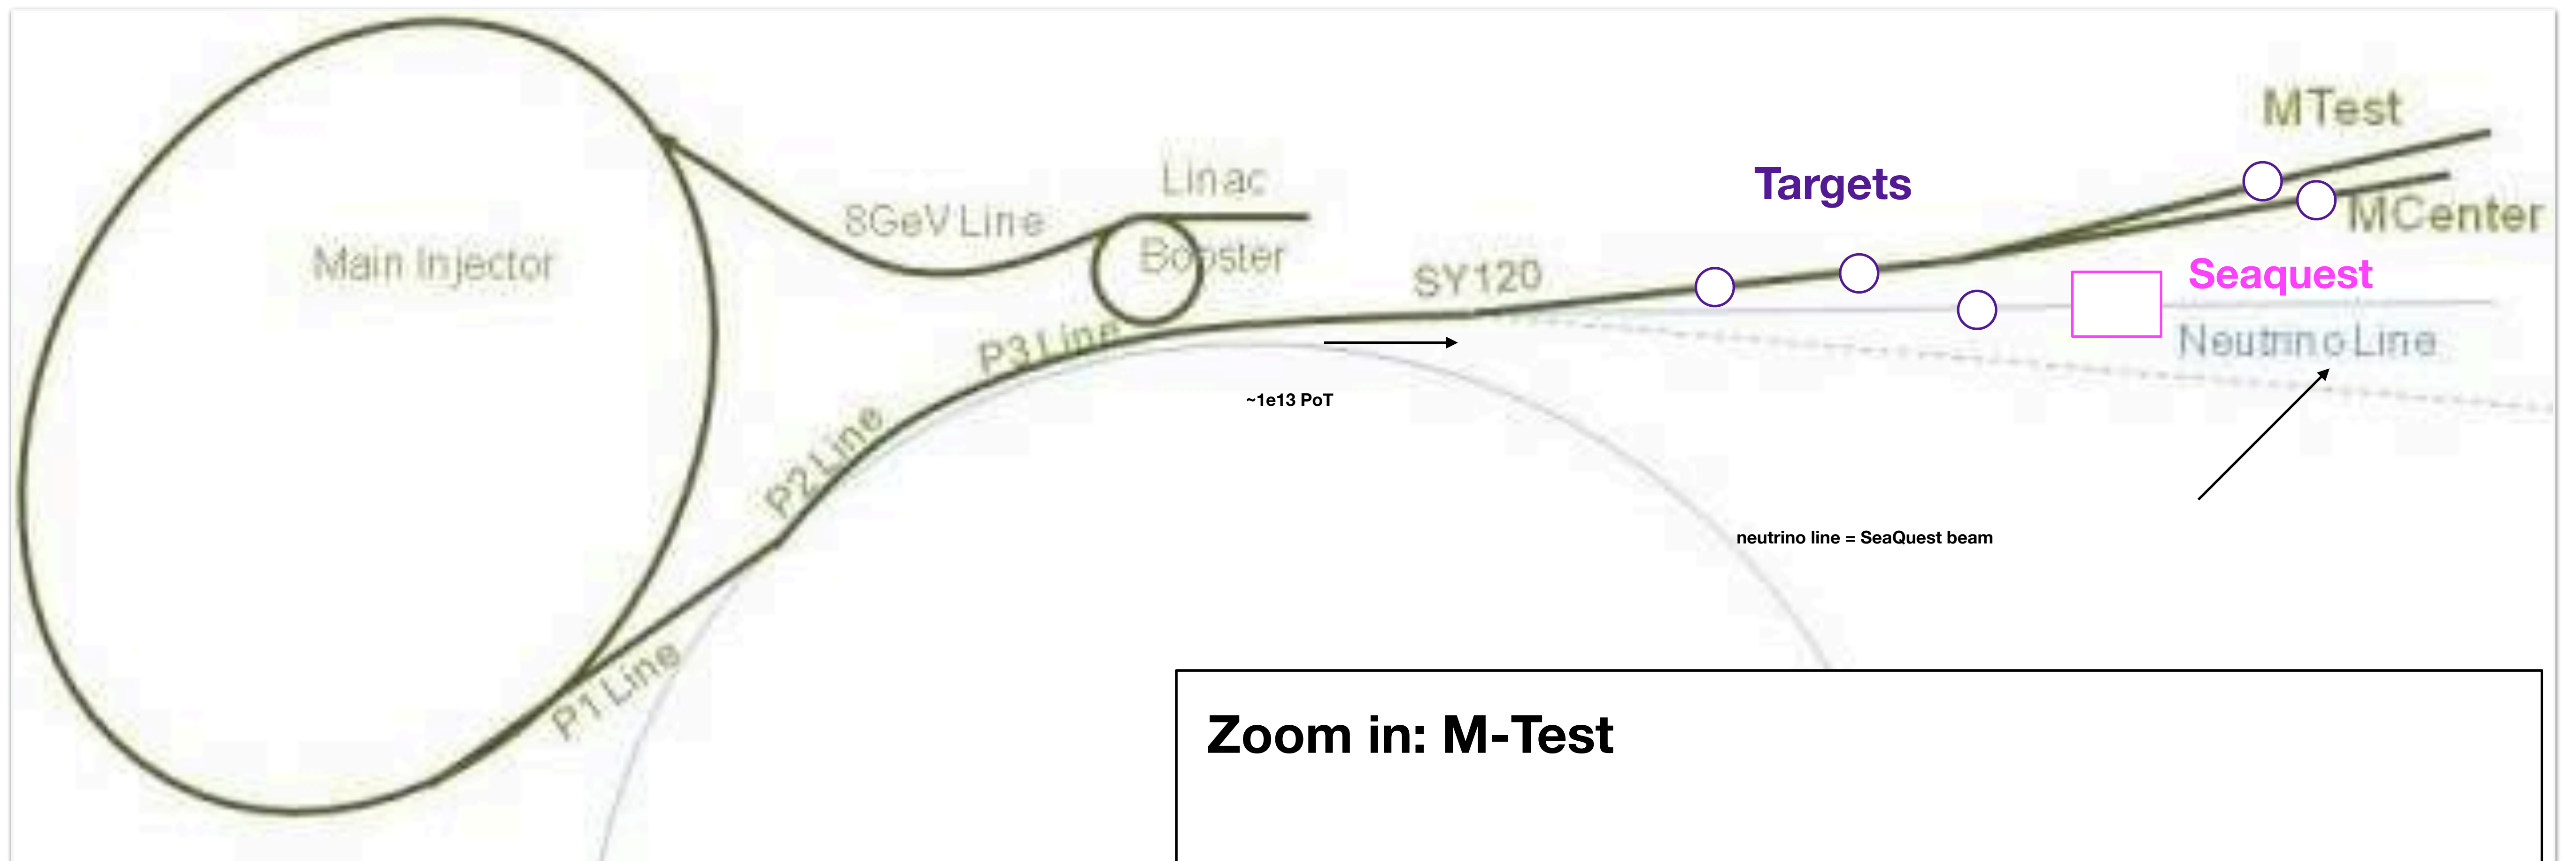 MTest
Linac
Targets
8GeV Line
MCenter
Main Injector
Booster
SY120
Seaquest
P3 Line
Neutrino Line
~1e13 PoT
P2 Line
neutrino line = SeaQuest beam
P1 Line
Zoom in: M-Test